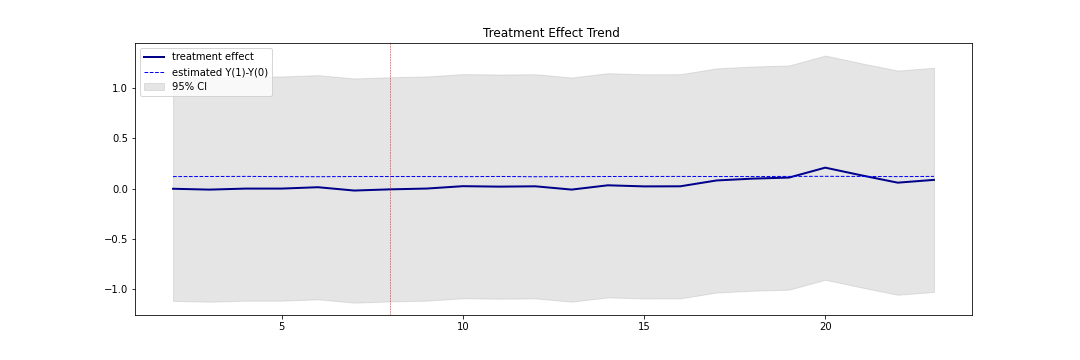 Treatment Effect Trend
treatment effect
estimated Y(1)-Y(0)
95% CI
1.0
0.5
0.0
−0.5
−1.0
5 10 15 20